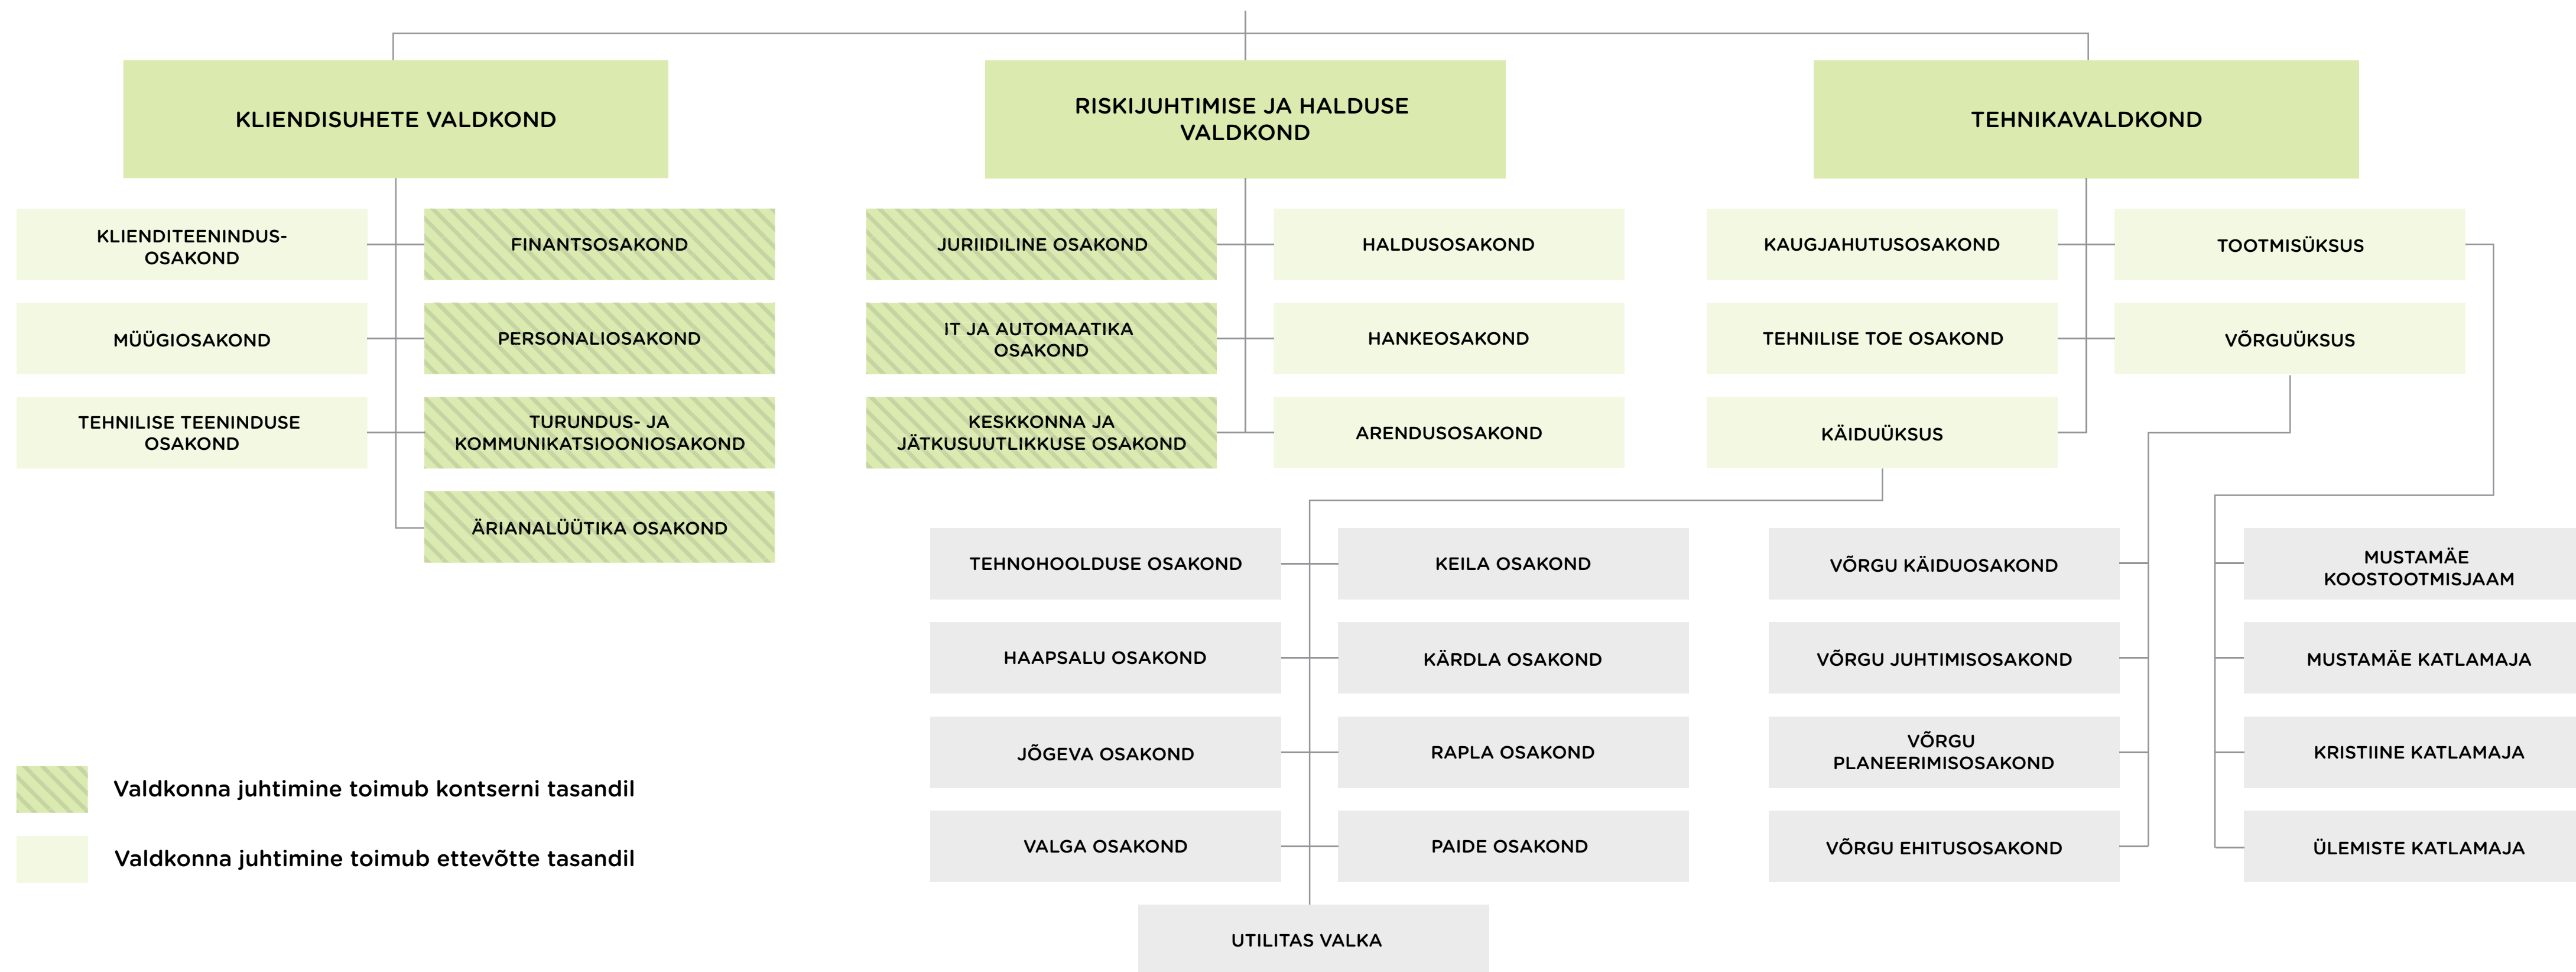 KLIENDISUHETE VALDKOND
RISKIJUHTIMISE JA HALDUSE
VALDKOND
TEHNIKAVALDKOND
KLIENDITEENINDUS-
OSAKOND
FINANTSOSAKOND
MÜÜGIOSAKOND
PERSONALIOSAKOND
TEHNILISE TEENINDUSE
OSAKOND
TURUNDUS- JA
KOMMUNIKATSIOONIOSAKOND
ÄRIANALÜÜTIKA OSAKOND
JURIIDILINE OSAKOND
HALDUSOSAKOND
IT JA AUTOMAATIKA
OSAKOND
HANKEOSAKOND
KESKKONNA JA
JÄTKUSUUTLIKKUSE OSAKOND
ARENDUSOSAKOND
KAUGJAHUTUSOSAKOND
TOOTMISÜKSUS
TEHNILISE TOE OSAKOND
VÕRGUÜKSUS
KÄIDUÜKSUS
TEHNOHOOLDUSE OSAKOND
KEILA OSAKOND
HAAPSALU OSAKOND
KÄRDLA OSAKOND
JÕGEVA OSAKOND
RAPLA OSAKOND
VALGA OSAKOND
PAIDE OSAKOND
UTILITAS VALKA
VÕRGU KÄIDUOSAKOND
VÕRGU JUHTIMISOSAKOND
VÕRGU
PLANEERIMISOSAKOND
VÕRGU EHITUSOSAKOND
MUSTAMÄE
KOOSTOOTMISJAAM
MUSTAMÄE KATLAMAJA
KRISTIINE KATLAMAJA
ÜLEMISTE KATLAMAJA
Valdkonna juhtimine toimub kontserni tasandil
Valdkonna juhtimine toimub ettevõtte tasandil